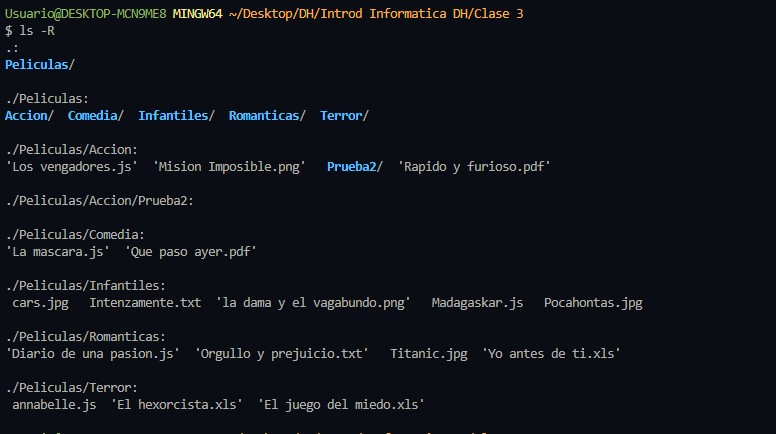 Usuario@DESKTOP-MCN9ME8 MINGW64 ~/Desktop/DH/Introd Informatica DH/Clase 3
$ ls -R
.:
Peliculas/

./Peliculas:
Accion/  Comedia/  Infantiles/  Romanticas/  Terror/

./Peliculas/Accion:
'Los vengadores.js'  'Mision Imposible.png'   Prueba2/  'Rapido y furioso.pdf'

./Peliculas/Accion/Prueba2:

./Peliculas/Comedia:
'La mascara.js'  'Que paso ayer.pdf'

./Peliculas/Infantiles:
 cars.jpg   Intenzamente.txt  'la dama y el vagabundo.png'   Madagaskar.js   Pocahontas.jpg

./Peliculas/Romanticas:
'Diario de una pasion.js'  'Orgullo y prejuicio.txt'   Titanic.jpg  'Yo antes de ti.xls'

./Peliculas/Terror:
 annabelle.js  'El hexorcista.xls'  'El juego del miedo.xls'